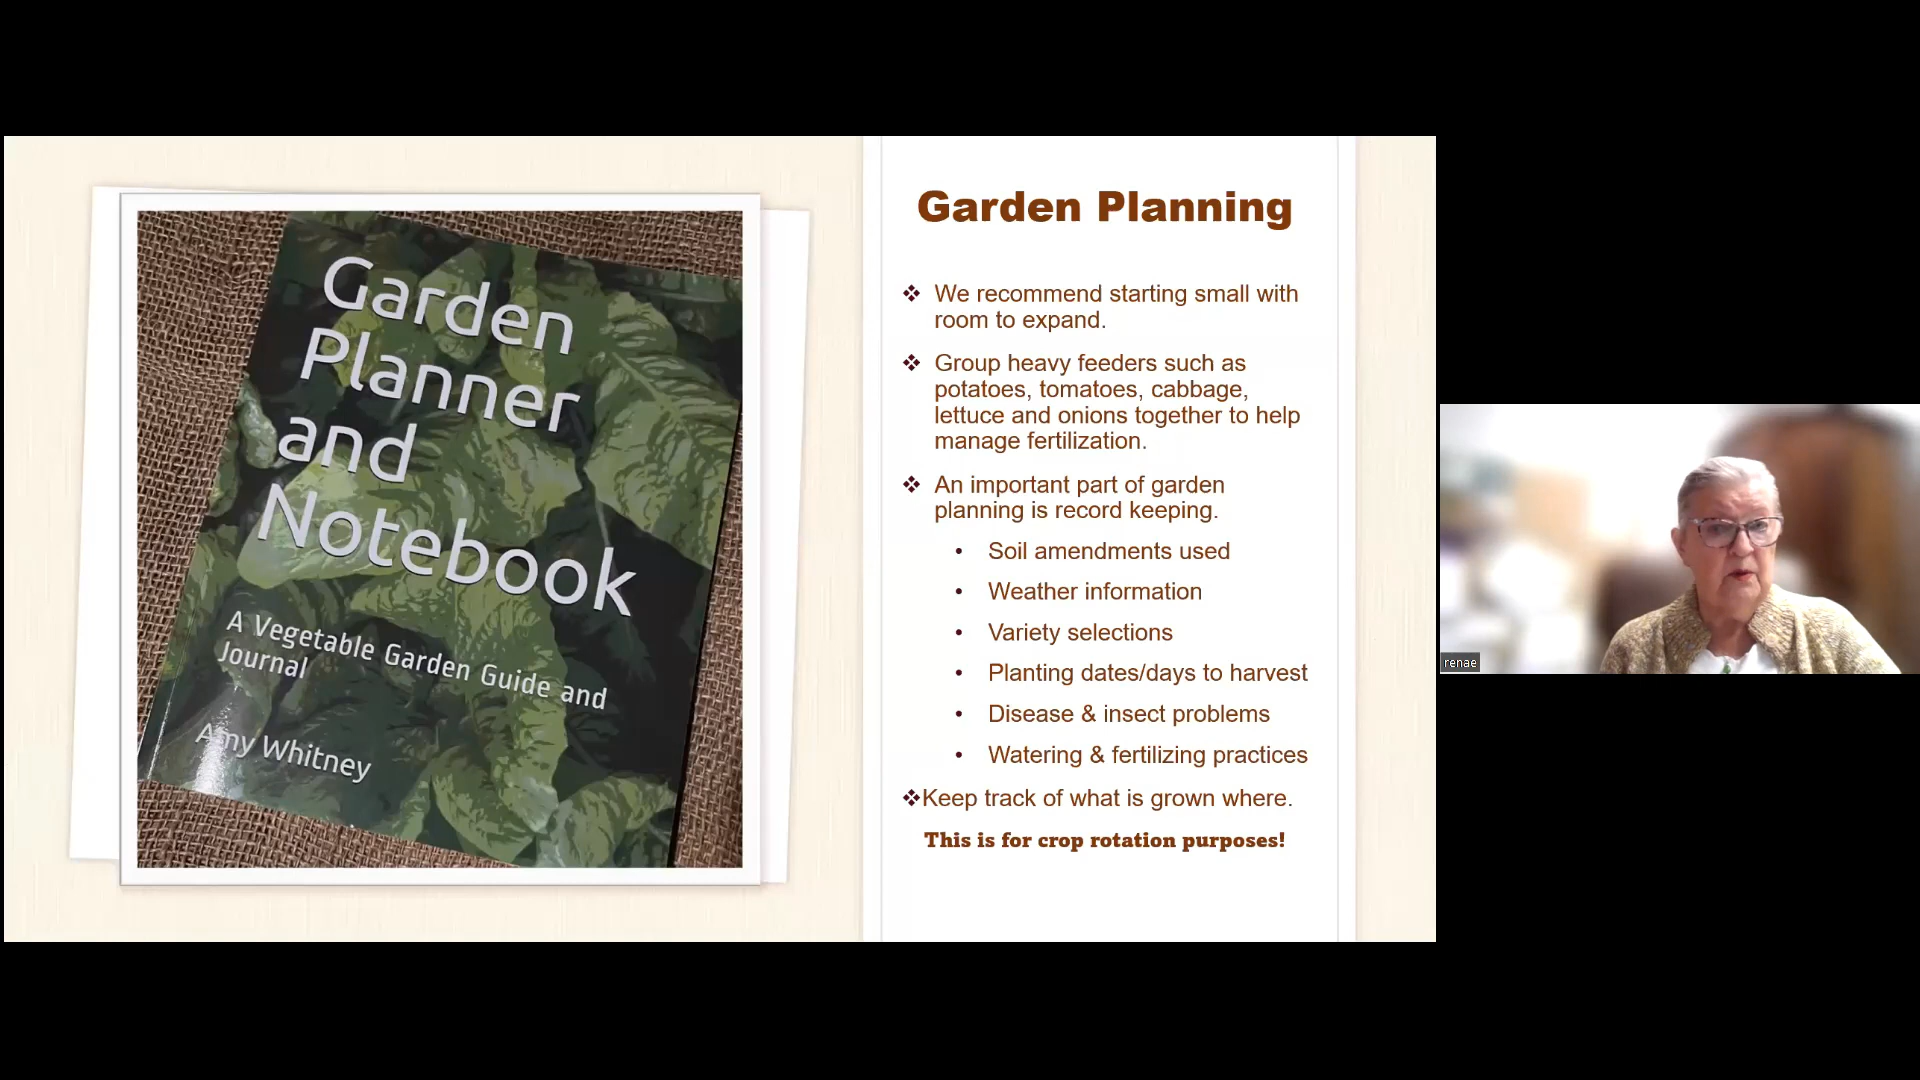 Garden
Planner
and
Notebook
A Vegetable Garden Guide and
Journal
Amy Whitney
Garden Planning
We recommend starting small with
room to expand.
Group heavy feeders such as
potatoes, tomatoes, cabbage,
lettuce and onions together to help
manage fertilization.
An important part of garden
planning is record keeping.
Soil amendments used
Weather information
Variety selections
Planting dates/days to harvest
Disease & insect problems
Watering & fertilizing practices
Keep track of what is grown where.
This is for crop rotation purposes!
renae